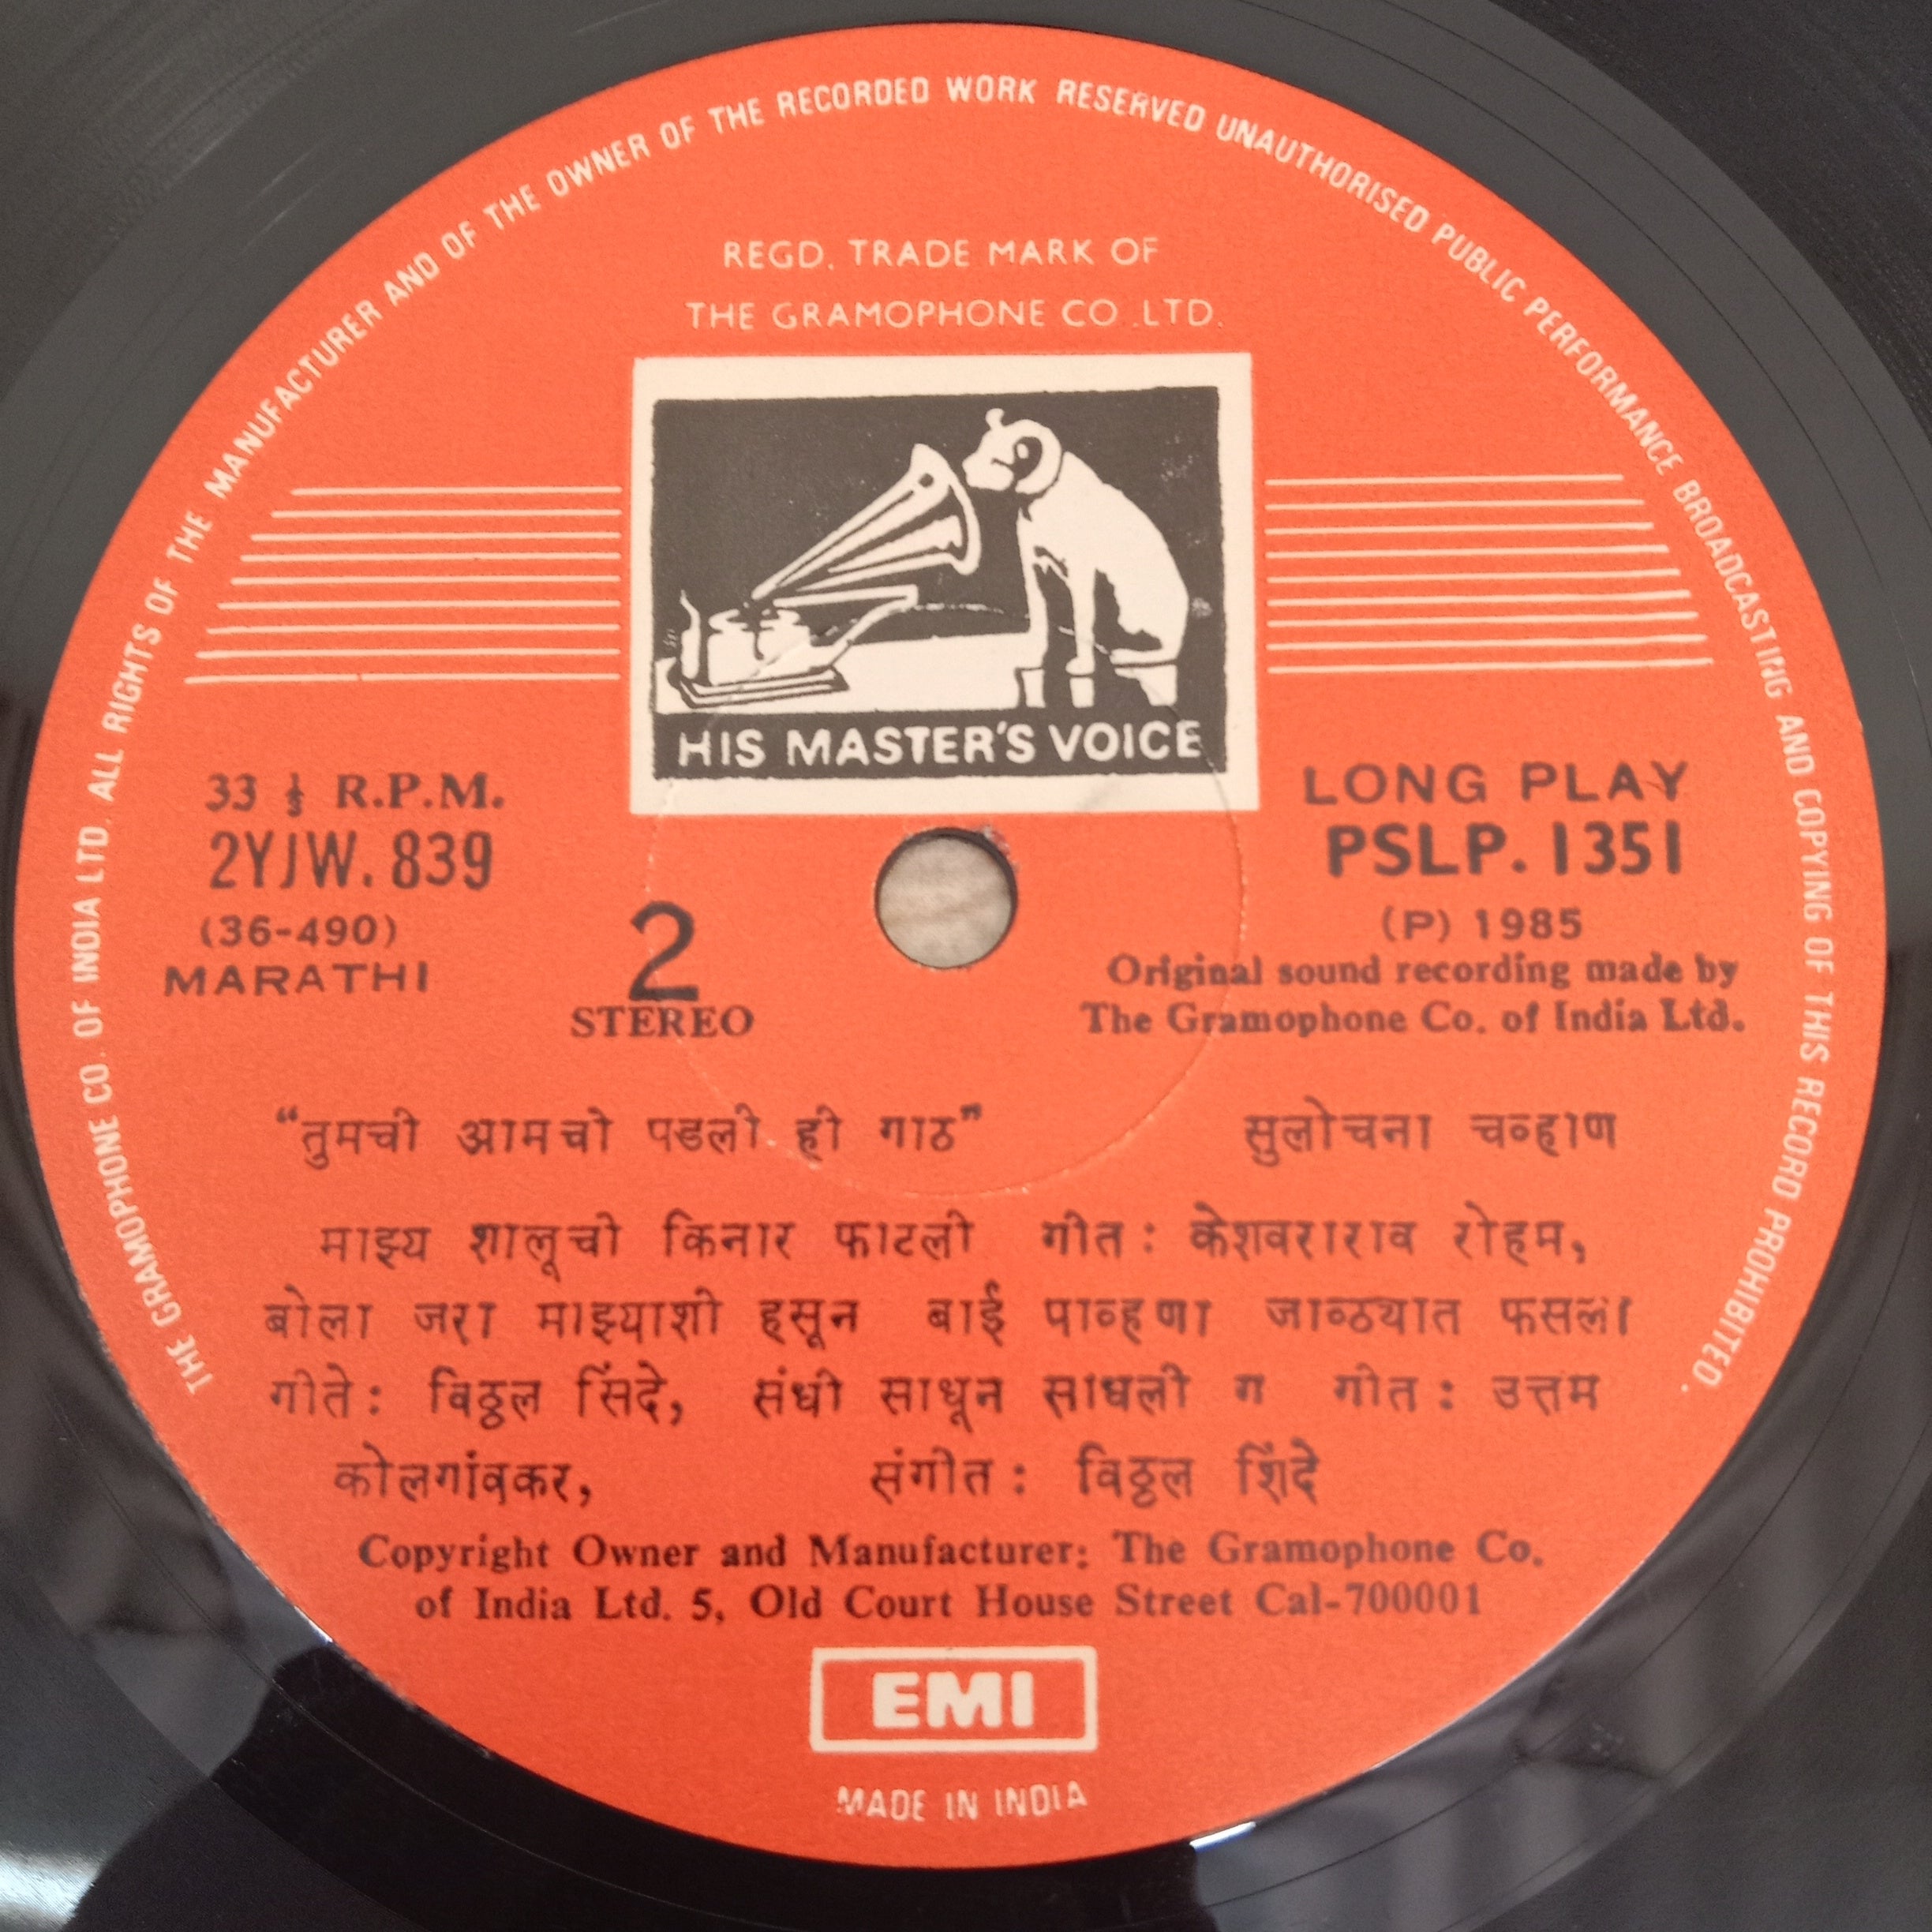 THE GRAMOPHONE CO. OF INDIA LTD. ALL RIGHTS OF THE MANUFACTURER AND OF THE OWNER OF THE RECORDED WORK RESERVED UNAUTHORISED PUBLIC PERFORMANCE BROADCASTING AND COPYING OF THIS RECORD PROHIBITED.
REGD. TRADE MARK OF
THE GRAMOPHONE CO.LTD.
HIS MASTER'S VOICE
33 ⅓ R.P.M.
2YJW.839
(36-490)
MARATHI
2
STEREO
LONG PLAY
PSLP.1351
(P) 1985
Original sound recording made by
The Gramophone Co. of India Ltd.
“तुमची आमची पडली ही गाठ” सुलोचना चव्हाण
माझ्य शालूची किनार फाटली गीत: केशवराराव रोहम,
बोला जरा माझ्याशी हसून बाई पाव्हणा जाळ्यात फसला
गीते: विठ्ठल सिंदे, संधी साधून साधली ग गीत: उत्तम
कोलगांवकर, संगीत: विठ्ठल शिंदे
Copyright Owner and Manufacturer: The Gramophone Co.
of India Ltd. 5, Old Court House Street Cal-700001
EMI
MADE IN INDIA